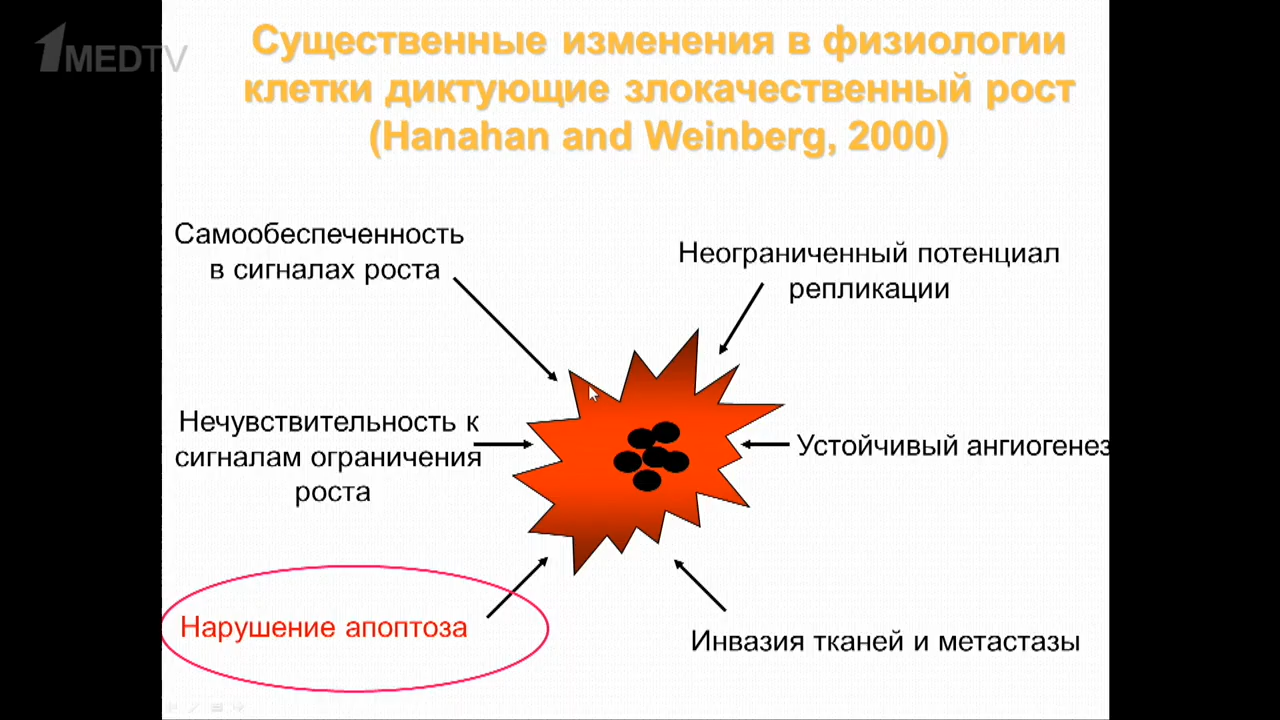 1MEDTV
Существенные изменения в физиологии
клетки диктующие злокачественный рост
(Hanahan and Weinberg, 2000)
Самообеспеченность
в сигналах роста
Неограниченный потенциал
репликации
Нечувствительность к
сигналам ограничения
роста
Устойчивый ангиогенез
Нарушение апоптоза
Инвазия тканей и метастазы